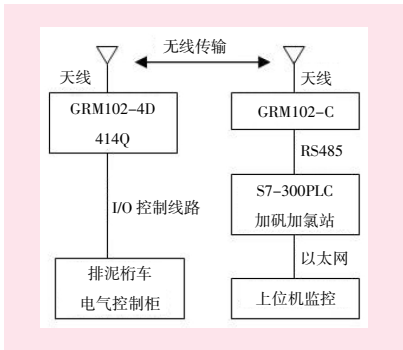 无线传输
天线
天线
GRM102-4D
414Q
GRM102-C
RS485
I/O 控制线路
S7-300PLC
加矾加氯站
以太网
排泥桁车
电气控制柜
上位机监控